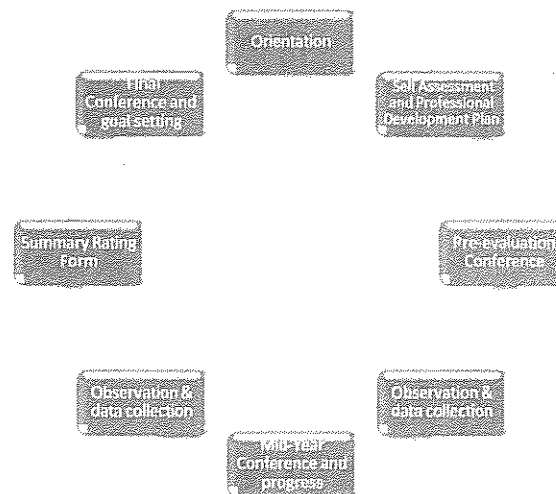 Orientation
Self Assessment
and Professional
Development Plan
Pre-evaluation
Conference
Observation &
data collection
Mid-Year
Conference and
progress
Observation &
data collection
Summary Rating
Form
Final
Conference and
goal setting